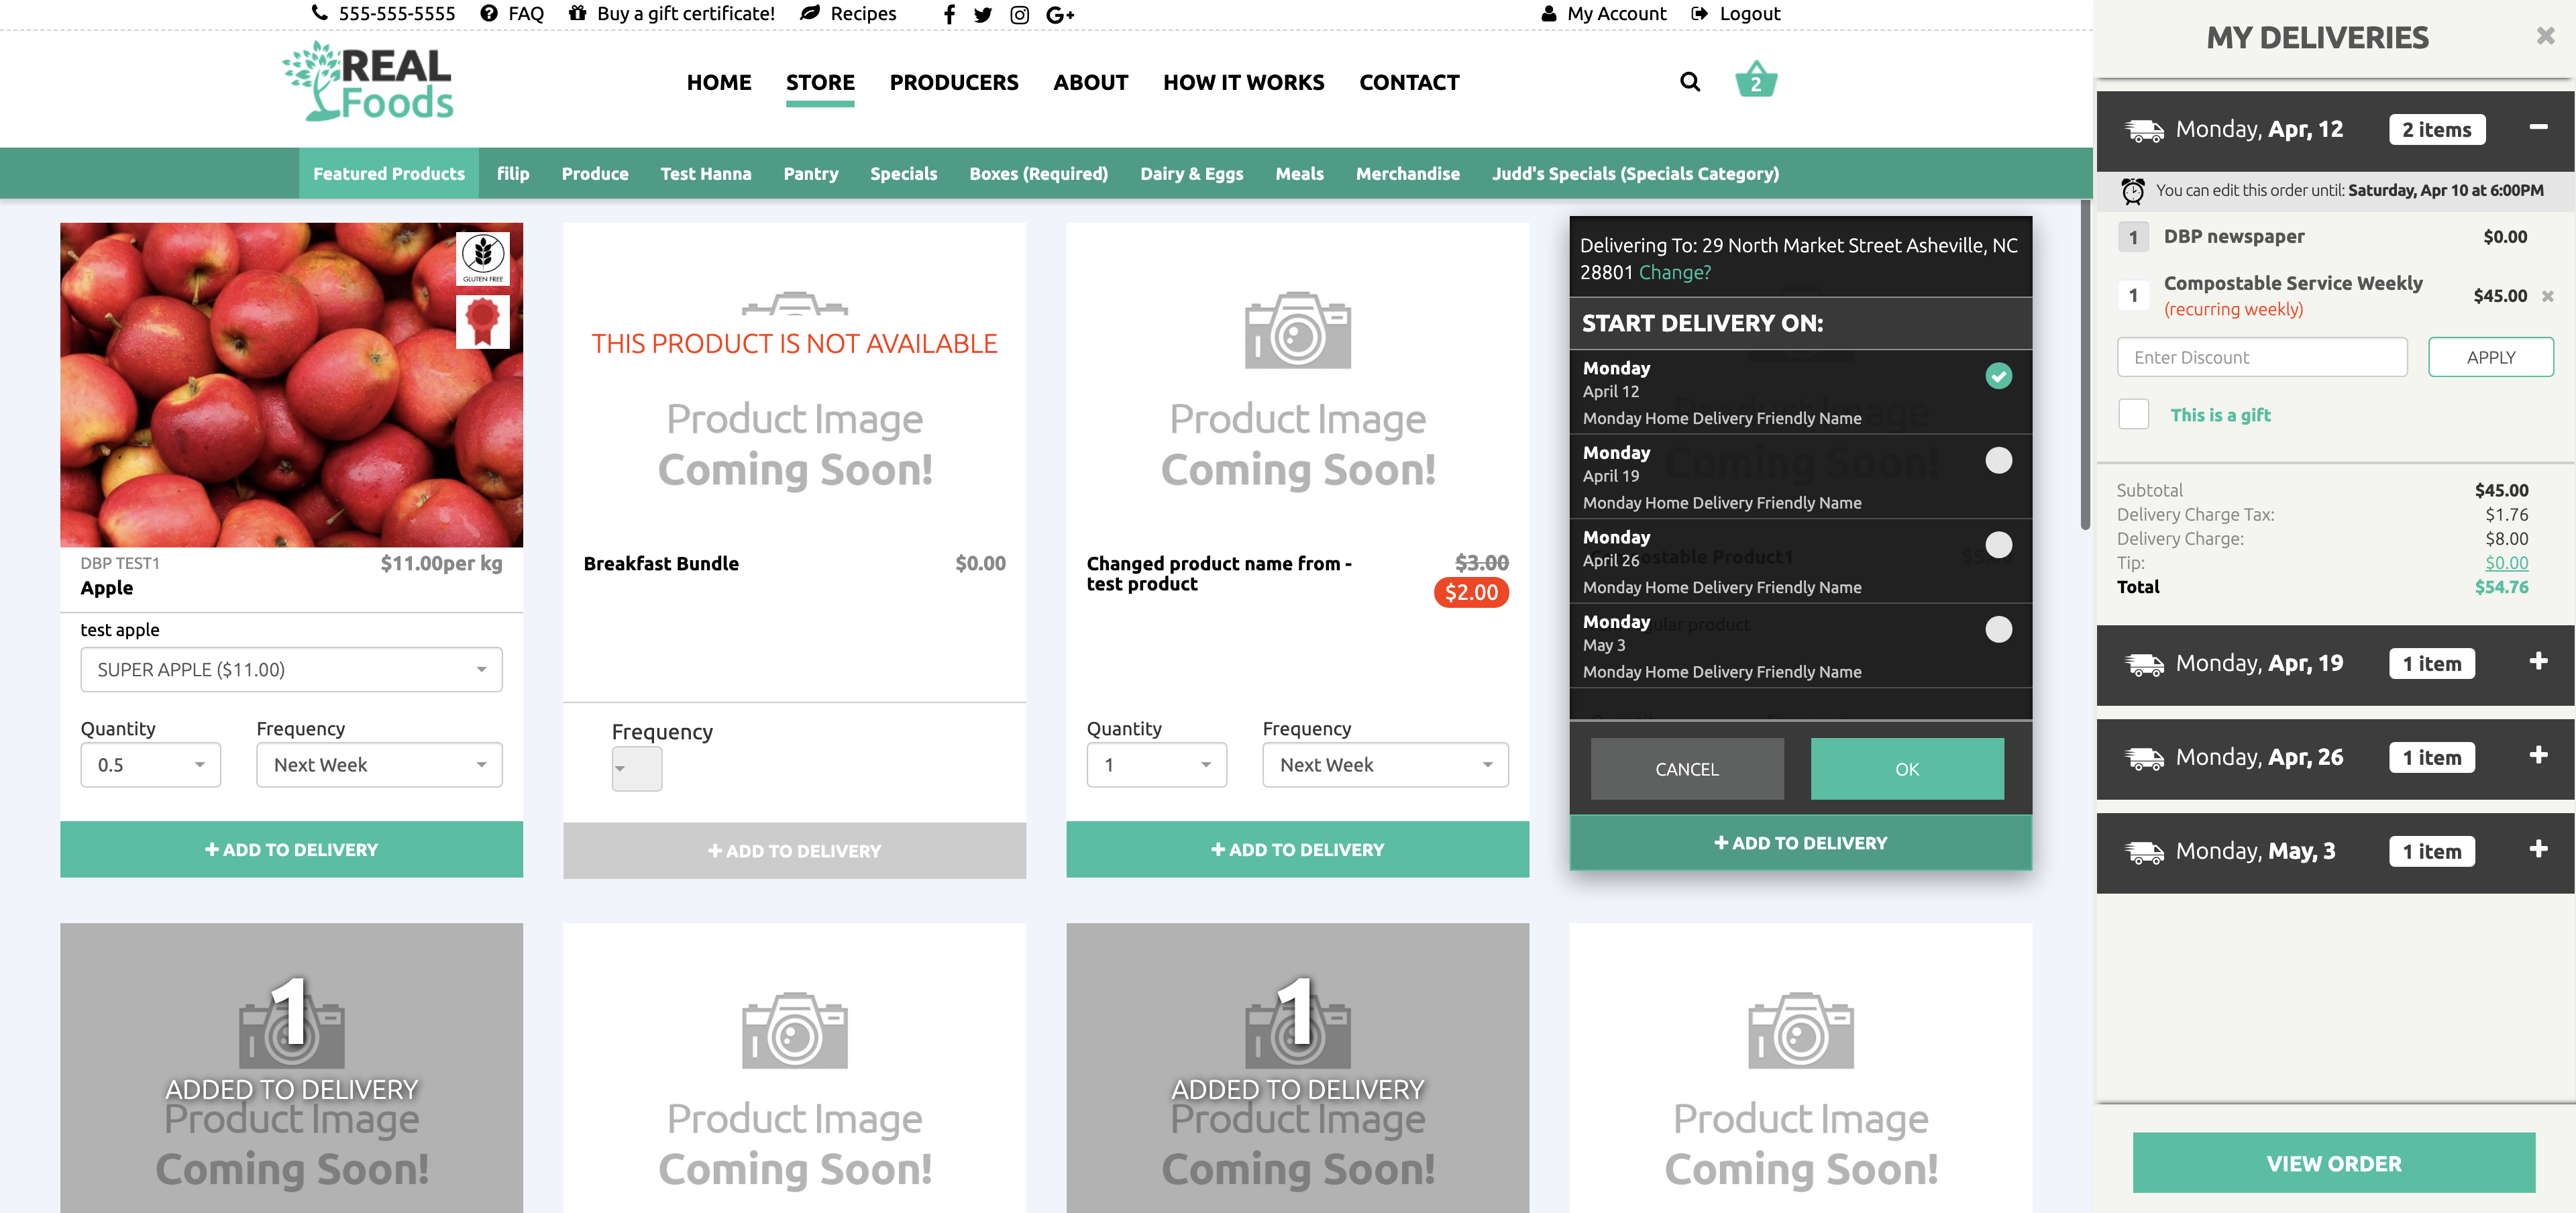 555-555-5555 FAQ Buy a gift certificate! Recipes G+ My Account Logout
REAL
Foods
HOME STORE PRODUCERS ABOUT HOW IT WORKS CONTACT 2
Featured Products filip Produce Test Hanna Pantry Specials Boxes (Required) Dairy & Eggs Meals Merchandise Judd's Specials (Specials Category)
GLUTEN FREE
DBP TEST1 $11.00per kg
Apple
test apple
SUPER APPLE ($11.00)
Quantity Frequency
0.5 Next Week
+ ADD TO DELIVERY
THIS PRODUCT IS NOT AVAILABLE
Product Image
Coming Soon!
Breakfast Bundle $0.00
Frequency
+ ADD TO DELIVERY
Product Image
Coming Soon!
Changed product name from - $3.00
test product $2.00
Quantity Frequency
1 Next Week
+ ADD TO DELIVERY
Delivering To: 29 North Market Street Asheville, NC
28801 Change?
START DELIVERY ON:
Monday
April 12
Monday Home Delivery Friendly Name
Monday
April 19
Monday Home Delivery Friendly Name
Monday
April 26
Monday Home Delivery Friendly Name
Monday
May 3
Monday Home Delivery Friendly Name
CANCEL OK
+ ADD TO DELIVERY
1
ADDED TO DELIVERY
Product Image
Coming Soon!
Product Image
Coming Soon!
1
ADDED TO DELIVERY
Product Image
Coming Soon!
Product Image
Coming Soon!
MY DELIVERIES
Monday, Apr, 12 2 items
You can edit this order until: Saturday, Apr 10 at 6:00PM
1 DBP newspaper $0.00
1 Compostable Service Weekly $45.00
(recurring weekly)
Enter Discount APPLY
This is a gift
Subtotal $45.00
Delivery Charge Tax: $1.76
Delivery Charge: $8.00
Tip: $0.00
Total $54.76
Monday, Apr, 19 1 item
Monday, Apr, 26 1 item
Monday, May, 3 1 item
VIEW ORDER